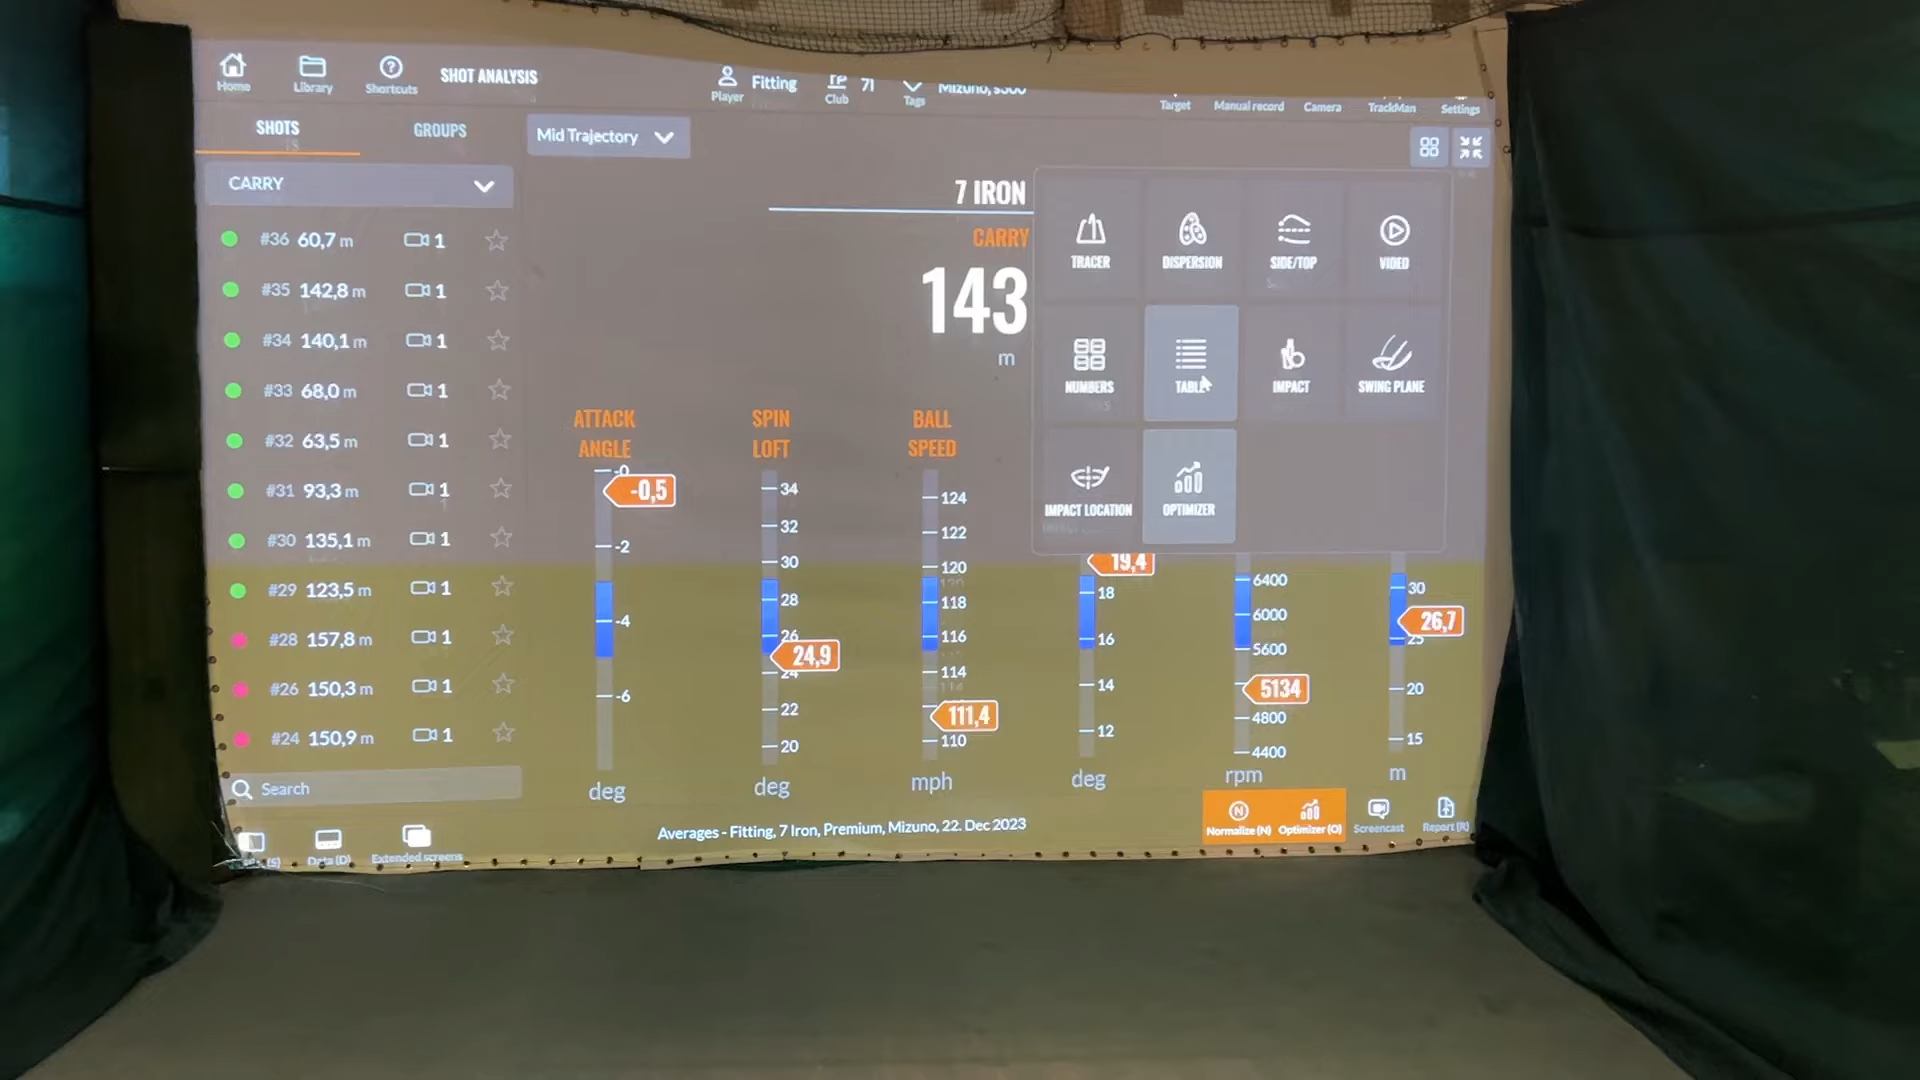 Home
Library
Shortcuts
SHOT ANALYSIS
Player
Fitting
Club
7I
Tags
Mizuno, s300
Target
Manual record
Camera
TrackMan
Settings
SHOTS
GROUPS
Mid Trajectory
CARRY
#36 60,7 m 1
#35 142,8 m 1
#34 140,1 m 1
#33 68,0 m 1
#32 63,5 m 1
#31 93,3 m 1
#30 135,1 m 1
#29 123,5 m 1
#28 157,8 m 1
#26 150,3 m 1
#24 150,9 m 1
Search
7 IRON
CARRY
143
m
TRACER
DISPERSION
SIDE/TOP
VIDEO
NUMBERS
TABLE
IMPACT
SWING PLANE
IMPACT LOCATION
OPTIMIZER
ATTACK
ANGLE
-0
-0,5
-2
-4
-6
deg
SPIN
LOFT
34
32
30
28
26
24,9
24
22
20
deg
BALL
SPEED
124
122
120
118
116
114
111,4
110
mph
19,4
18
16
14
12
deg
6400
6000
5600
5134
4800
4400
rpm
30
26,7
25
20
15
m
Averages - Fitting, 7 Iron, Premium, Mizuno, 22. Dec 2023
Normalize (N)
Optimizer (O)
Screencast
Report (R)
(S)
Data (D)
Extended screens